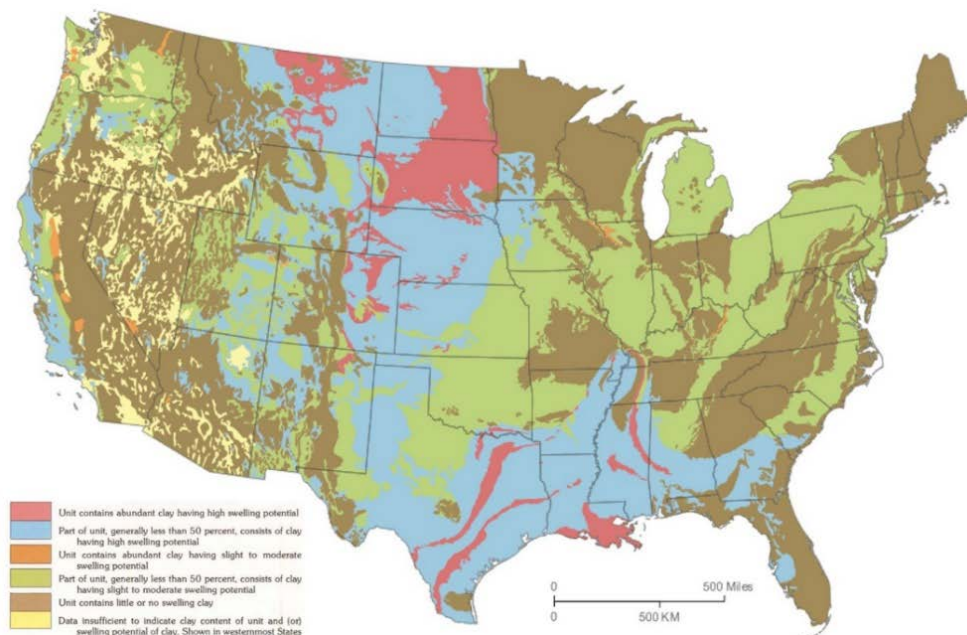 Unit contains abundant clay having high swelling potential
Part of unit, generally less than 50 percent, consists of clay
having high swelling potential
Unit contains abundant clay having slight to moderate
swelling potential
Part of unit, generally less than 50 percent, consists of clay
having slight to moderate swelling potential
Unit contains little or no swelling clay
Data insufficient to indicate clay content of unit and (or)
swelling potential of clay. Shown in westernmost States
0 500 Miles
0 500 KM